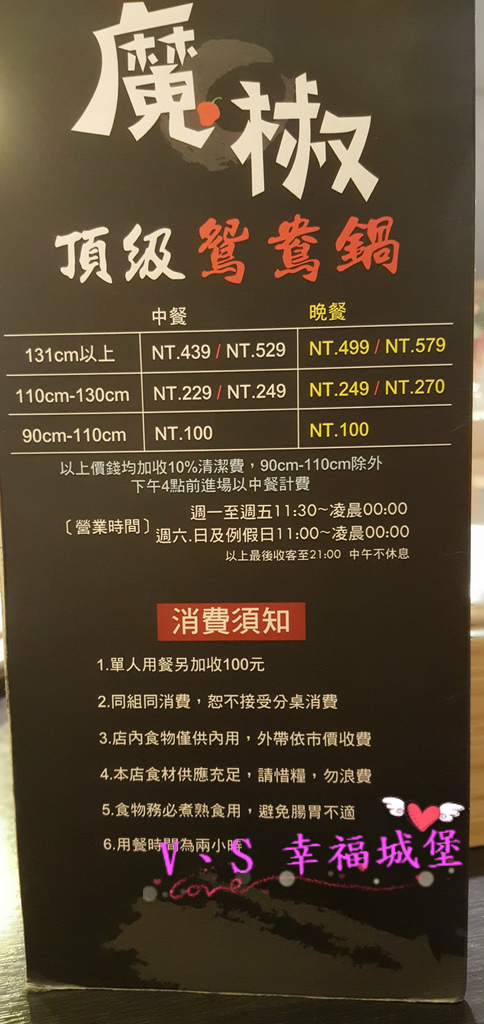 魔椒
頂級鴛鴦鍋
中餐 晚餐
131cm以上 NT.439 / NT.529 NT.499 / NT.579
110cm-130cm NT.229 / NT.249 NT.249 / NT.270
90cm-110cm NT.100 NT.100
以上價錢均加收10%清潔費，90cm-110cm除外
下午4點前進場以中餐計費
〔營業時間〕週一至週五11:30~凌晨00:00
週六.日及例假日11:00~凌晨00:00
以上最後收客至21:00 中午不休息
消費須知
1.單人用餐另加收100元
2.同組同消費，恕不接受分桌消費
3.店內食物僅供內用，外帶依市價收費
4.本店食材供應充足，請惜糧，勿浪費
5.食物務必煮熟食用，避免腸胃不適
6.用餐時間為兩小時
V、S 幸福城堡
Love